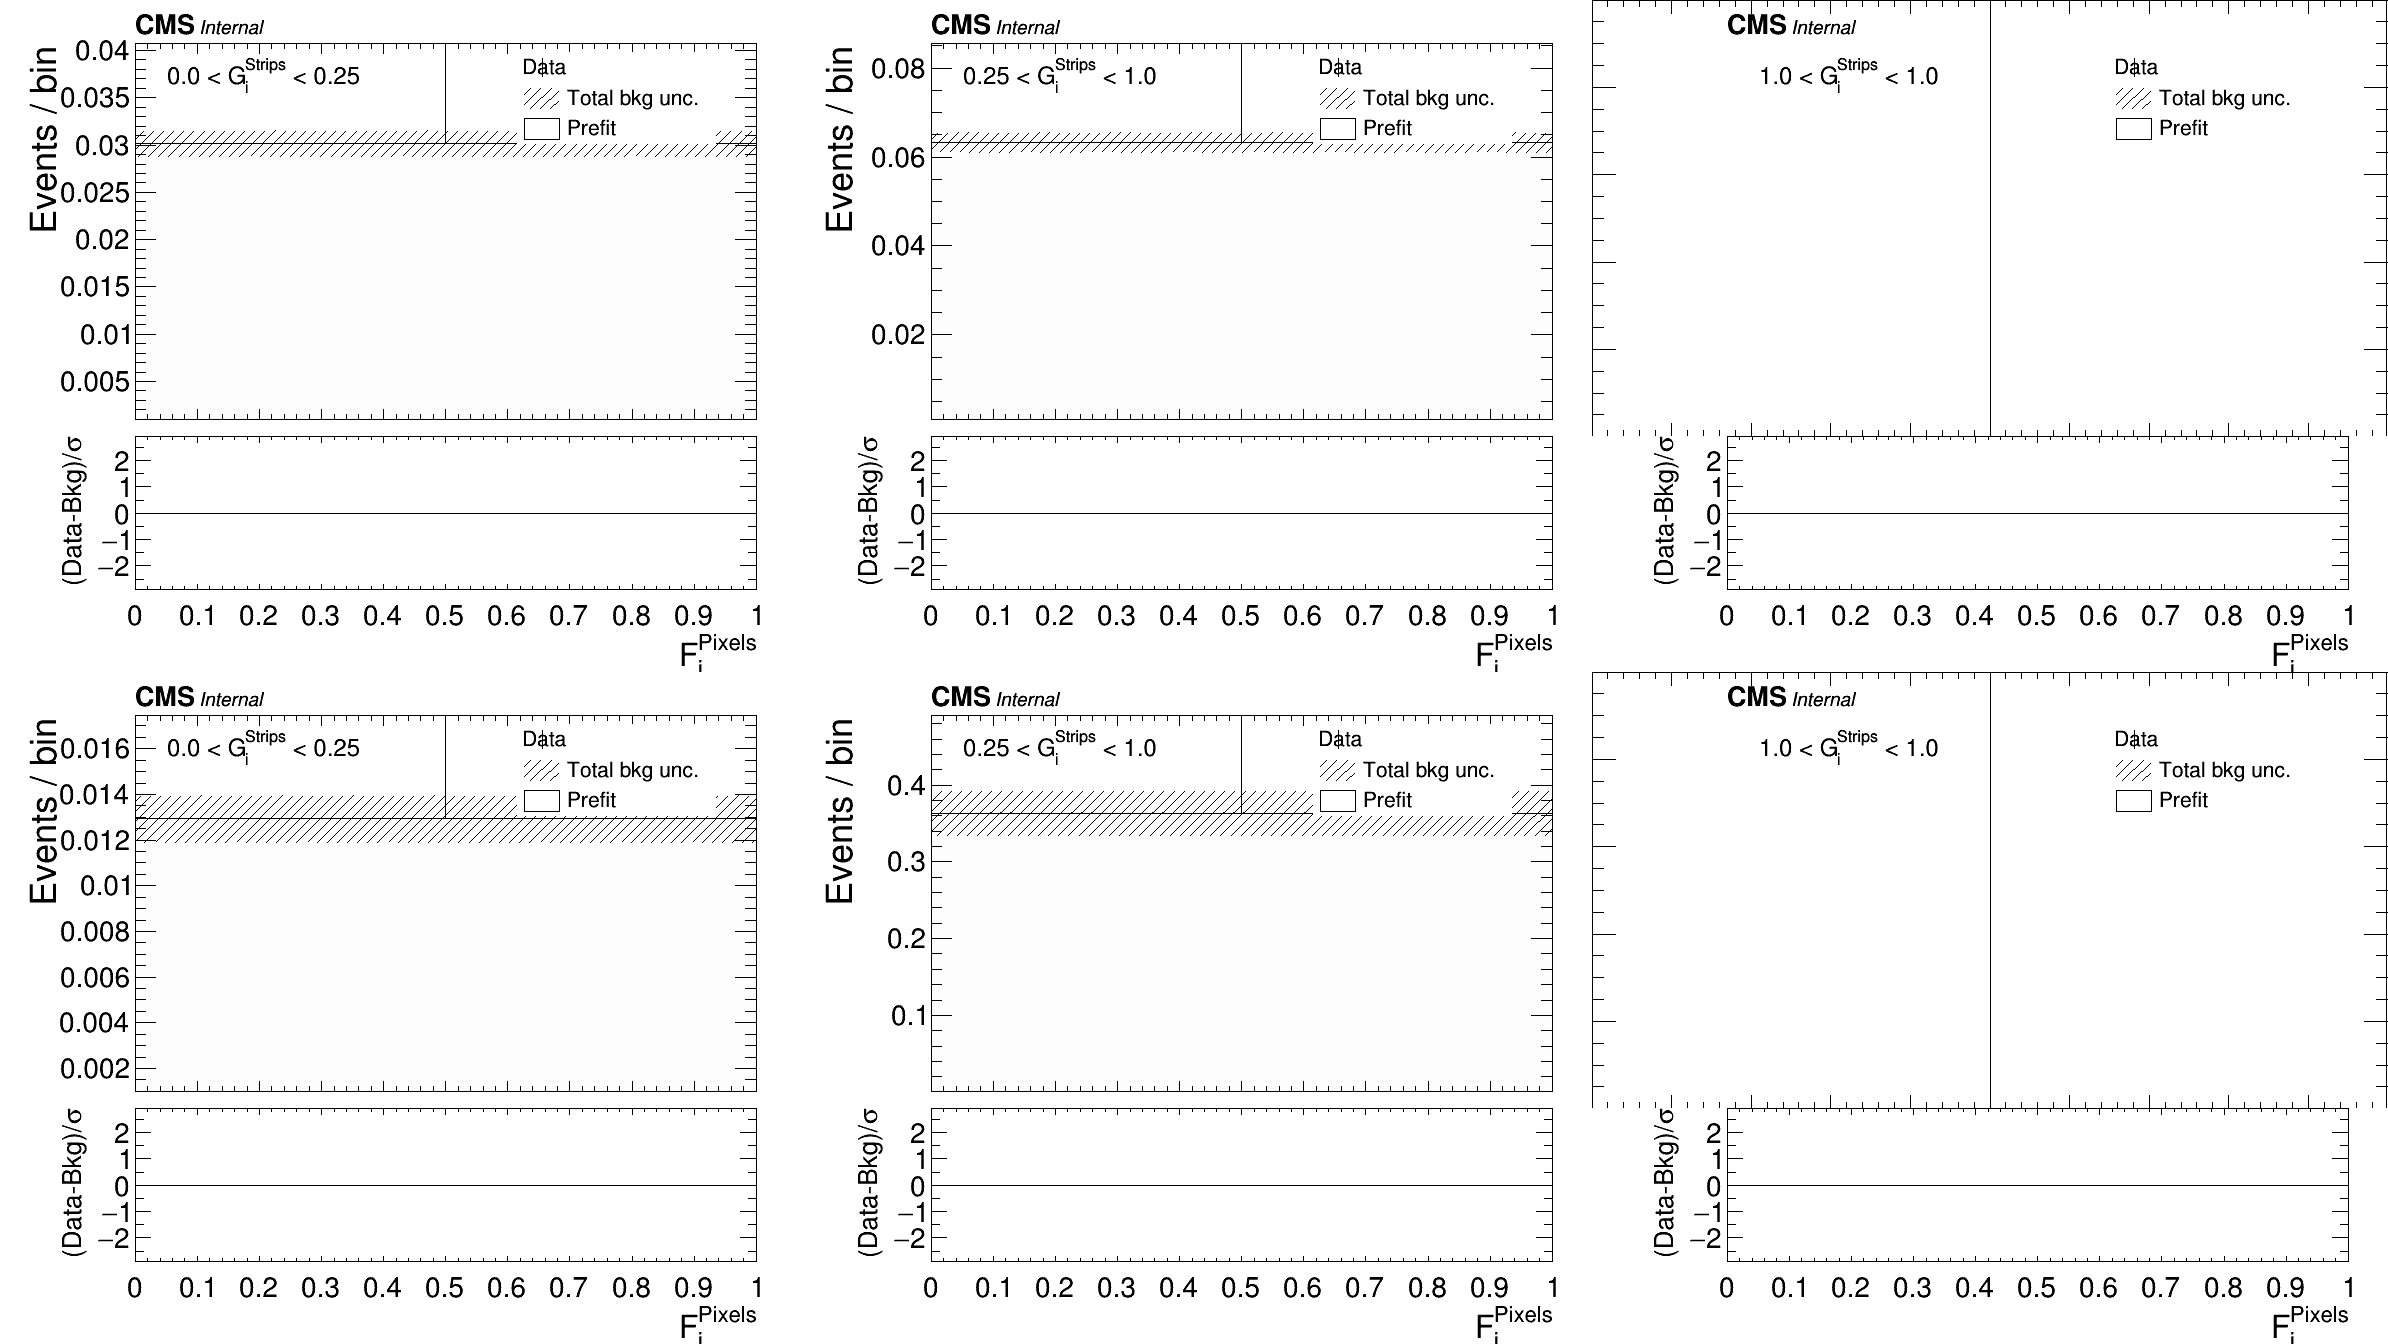 CMS Internal
Events / bin
0.0 < G_i^Strips < 0.25
Data
Total bkg unc.
Prefit
0.04
0.035
0.03
0.025
0.02
0.015
0.01
0.005
(Data-Bkg)/σ
2
1
0
−1
−2
0 0.1 0.2 0.3 0.4 0.5 0.6 0.7 0.8 0.9 1
F_i^Pixels
CMS Internal
Events / bin
0.25 < G_i^Strips < 1.0
Data
Total bkg unc.
Prefit
0.08
0.06
0.04
0.02
(Data-Bkg)/σ
2
1
0
−1
−2
0 0.1 0.2 0.3 0.4 0.5 0.6 0.7 0.8 0.9 1
F_i^Pixels
CMS Internal
1.0 < G_i^Strips < 1.0
Data
Total bkg unc.
Prefit
(Data-Bkg)/σ
2
1
0
−1
−2
0 0.1 0.2 0.3 0.4 0.5 0.6 0.7 0.8 0.9 1
F_i^Pixels
CMS Internal
Events / bin
0.0 < G_i^Strips < 0.25
Data
Total bkg unc.
Prefit
0.016
0.014
0.012
0.01
0.008
0.006
0.004
0.002
(Data-Bkg)/σ
2
1
0
−1
−2
0 0.1 0.2 0.3 0.4 0.5 0.6 0.7 0.8 0.9 1
F_i^Pixels
CMS Internal
Events / bin
0.25 < G_i^Strips < 1.0
Data
Total bkg unc.
Prefit
0.4
0.3
0.2
0.1
(Data-Bkg)/σ
2
1
0
−1
−2
0 0.1 0.2 0.3 0.4 0.5 0.6 0.7 0.8 0.9 1
F_i^Pixels
CMS Internal
1.0 < G_i^Strips < 1.0
Data
Total bkg unc.
Prefit
(Data-Bkg)/σ
2
1
0
−1
−2
0 0.1 0.2 0.3 0.4 0.5 0.6 0.7 0.8 0.9 1
F_i^Pixels